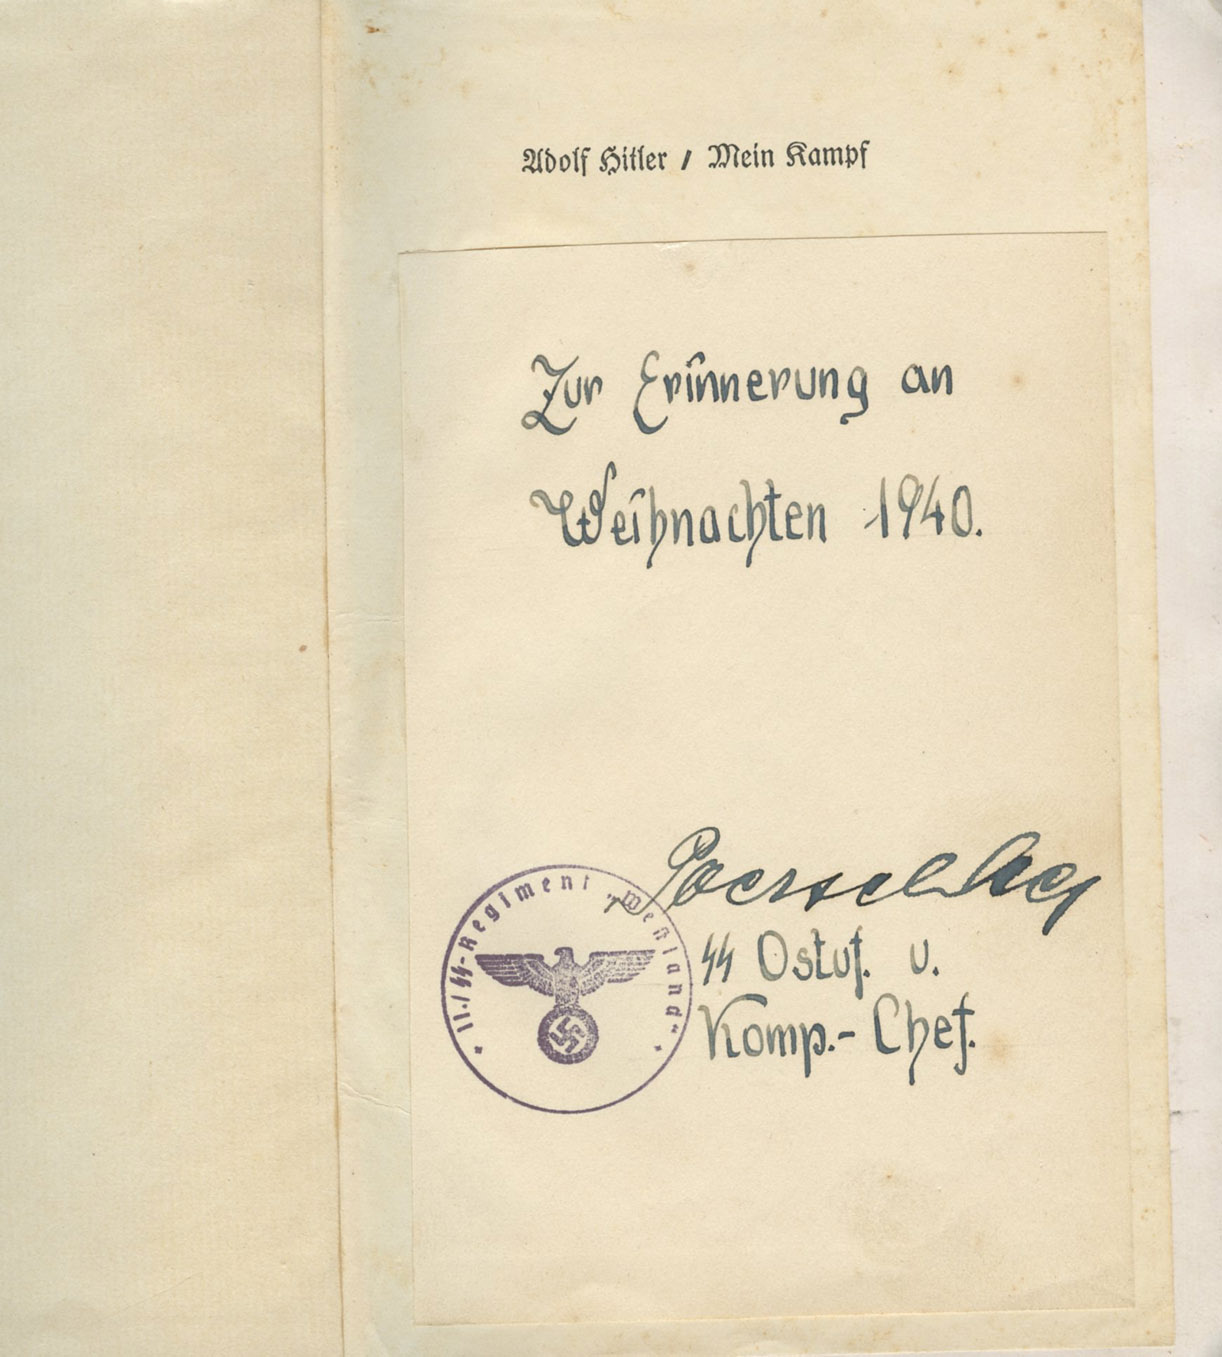 Adolf Hitler / Mein Kampf
Zur Erinnerung an
Weihnachten 1940.
II./SS-Regiment "Westland"
SS Ostuf. u.
Komp.-Chef.